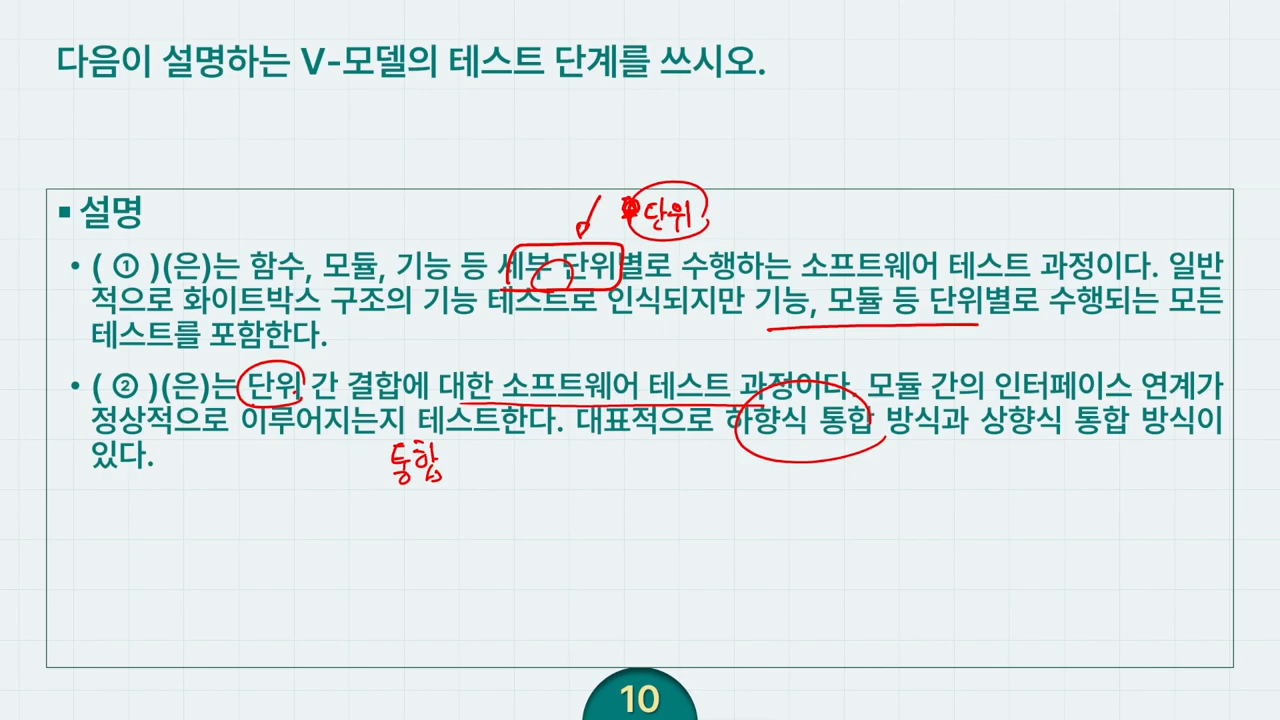 다음이 설명하는 V-모델의 테스트 단계를 쓰시오.
▪ 설명
단위
• ( ① )(은)는 함수, 모듈, 기능 등 세부 단위별로 수행하는 소프트웨어 테스트 과정이다. 일반
적으로 화이트박스 구조의 기능 테스트로 인식되지만 기능, 모듈 등 단위별로 수행되는 모든
테스트를 포함한다.
• ( ② )(은)는 단위 간 결합에 대한 소프트웨어 테스트 과정이다. 모듈 간의 인터페이스 연계가
정상적으로 이루어지는지 테스트한다. 대표적으로 하향식 통합 방식과 상향식 통합 방식이
있다.
통합
10